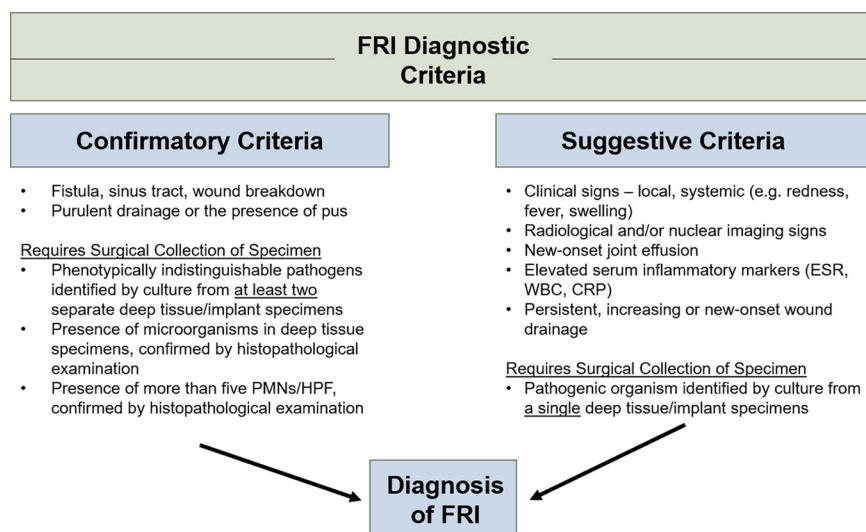 FRI Diagnostic
Criteria
Confirmatory Criteria
• Fistula, sinus tract, wound breakdown
• Purulent drainage or the presence of pus
Requires Surgical Collection of Specimen
• Phenotypically indistinguishable pathogens
identified by culture from at least two
separate deep tissue/implant specimens
• Presence of microorganisms in deep tissue
specimens, confirmed by histopathological
examination
• Presence of more than five PMNs/HPF,
confirmed by histopathological examination
Suggestive Criteria
• Clinical signs – local, systemic (e.g. redness,
fever, swelling)
• Radiological and/or nuclear imaging signs
• New-onset joint effusion
• Elevated serum inflammatory markers (ESR,
WBC, CRP)
• Persistent, increasing or new-onset wound
drainage
Requires Surgical Collection of Specimen
• Pathogenic organism identified by culture from
a single deep tissue/implant specimens
Diagnosis
of FRI